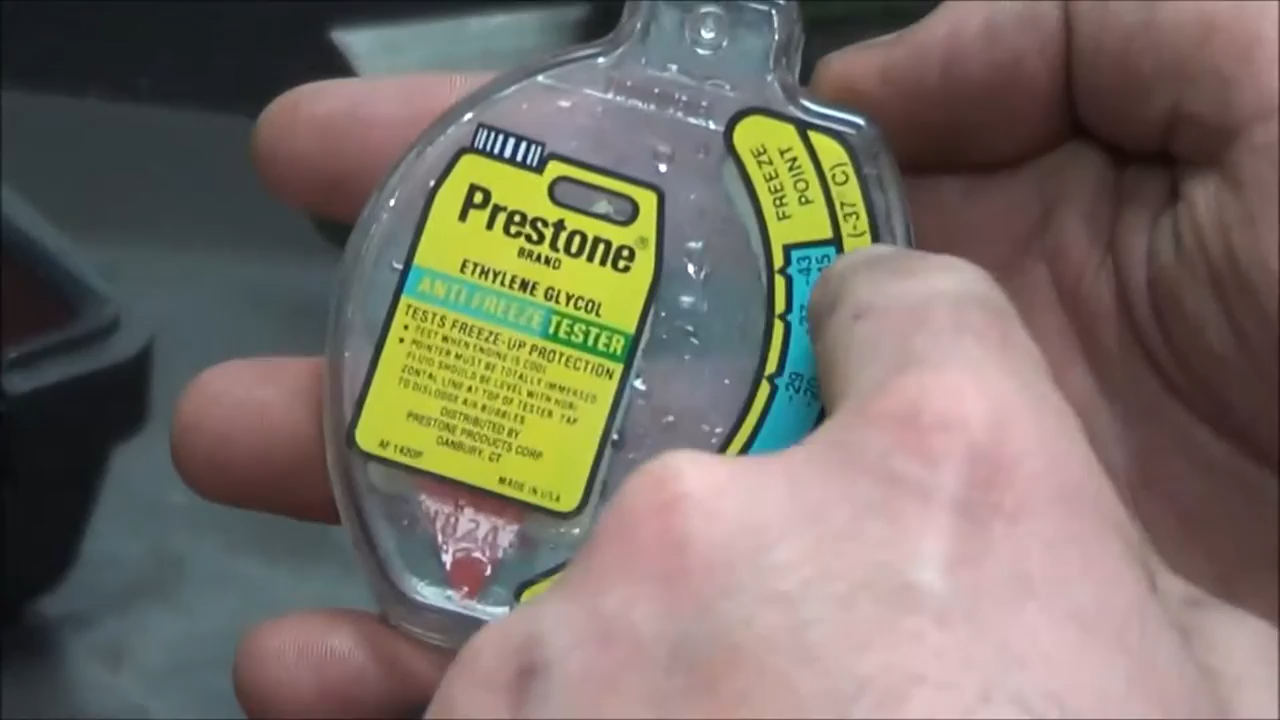 Prestone®
BRAND
ETHYLENE GLYCOL
ANTI FREEZE TESTER
TESTS FREEZE-UP PROTECTION
• TEST WHEN ENGINE IS COOL
• POINTER MUST BE TOTALLY IMMERSED
FLUID SHOULD BE LEVEL WITH HORI
ZONTAL LINE AT TOP OF TESTER TAP
TO DISLODGE AIR BUBBLES
DISTRIBUTED BY
PRESTONE PRODUCTS CORP
DANBURY, CT
AF 1420P
MADE IN USA
FREEZE
POINT
(-37° C)
-43
-29